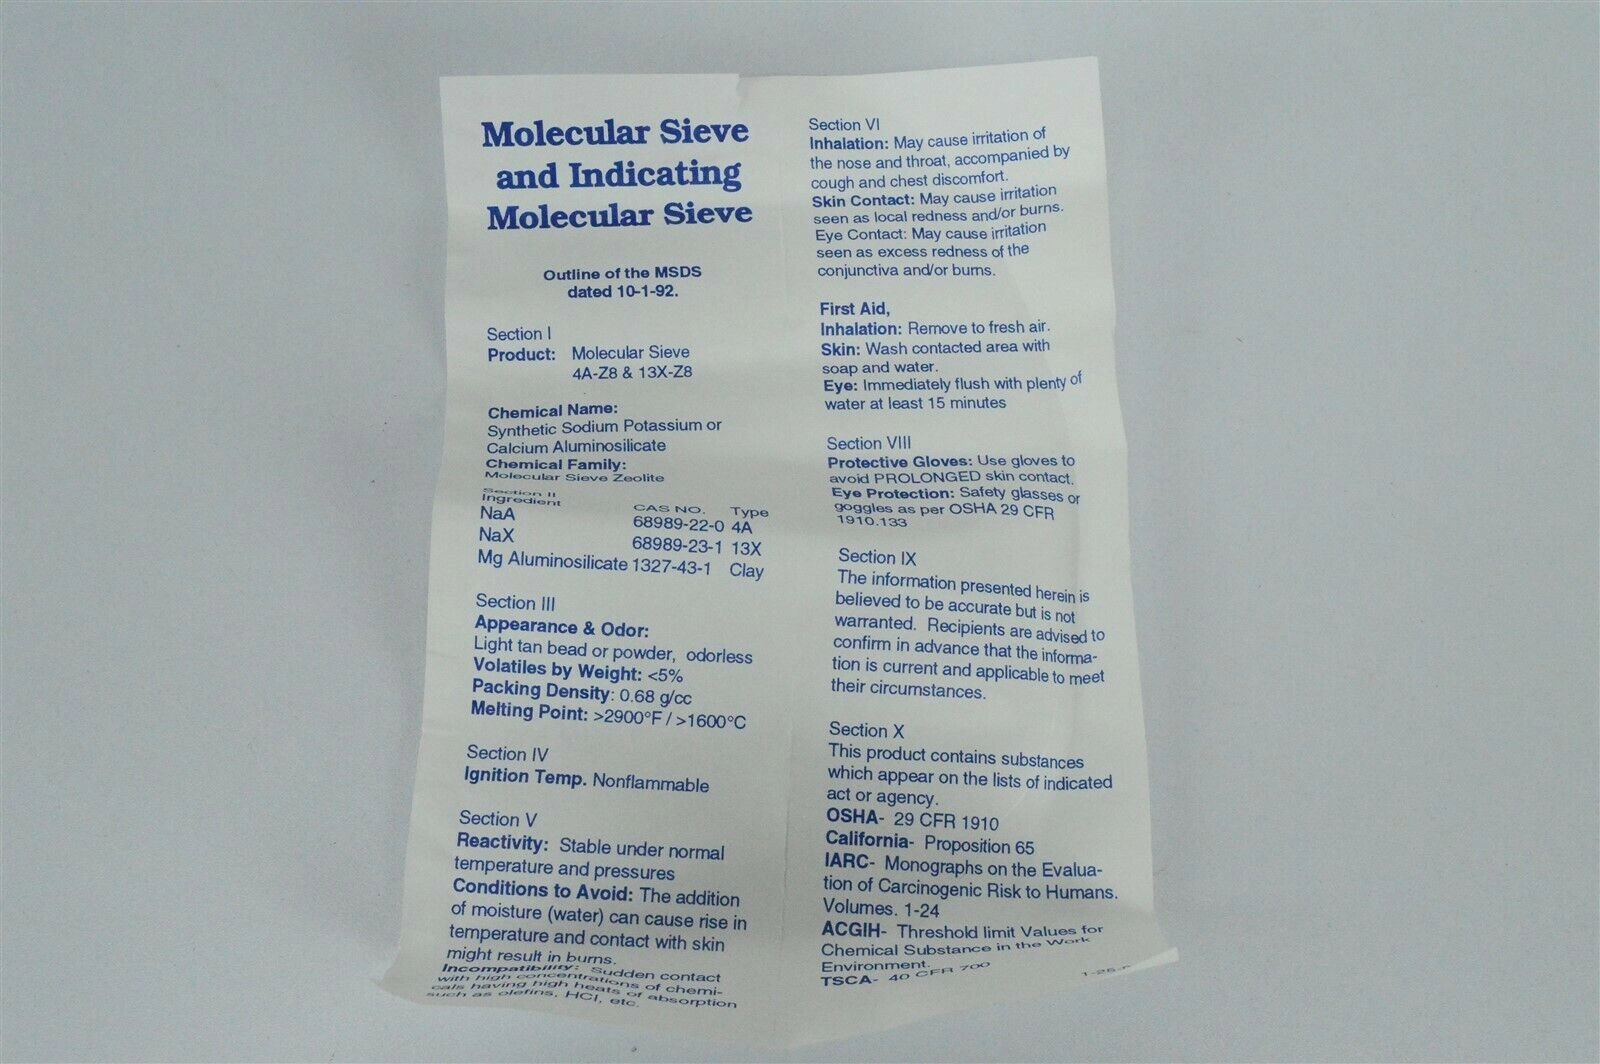 Molecular Sieve
and Indicating
Molecular Sieve
Outline of the MSDS
dated 10-1-92.
Section I
Product: Molecular Sieve
4A-Z8 & 13X-Z8
Chemical Name:
Synthetic Sodium Potassium or
Calcium Aluminosilicate
Chemical Family:
Molecular Sieve Zeolite
Section II
Ingredient CAS NO. Type
NaA 68989-22-0 4A
NaX 68989-23-1 13X
Mg Aluminosilicate 1327-43-1 Clay
Section III
Appearance & Odor:
Light tan bead or powder, odorless
Volatiles by Weight: <5%
Packing Density: 0.68 g/cc
Melting Point: >2900°F / >1600°C
Section IV
Ignition Temp. Nonflammable
Section V
Reactivity: Stable under normal
temperature and pressures
Conditions to Avoid: The addition
of moisture (water) can cause rise in
temperature and contact with skin
might result in burns.
Incompatibility: Sudden contact
with high concentrations of chemi-
cals having high heats of absorption
such as olefins, HCl, etc.
Section VI
Inhalation: May cause irritation of
the nose and throat, accompanied by
cough and chest discomfort.
Skin Contact: May cause irritation
seen as local redness and/or burns.
Eye Contact: May cause irritation
seen as excess redness of the
conjunctiva and/or burns.
First Aid,
Inhalation: Remove to fresh air.
Skin: Wash contacted area with
soap and water.
Eye: Immediately flush with plenty of
water at least 15 minutes
Section VIII
Protective Gloves: Use gloves to
avoid PROLONGED skin contact.
Eye Protection: Safety glasses or
goggles as per OSHA 29 CFR
1910.133
Section IX
The information presented herein is
believed to be accurate but is not
warranted. Recipients are advised to
confirm in advance that the informa-
tion is current and applicable to meet
their circumstances.
Section X
This product contains substances
which appear on the lists of indicated
act or agency.
OSHA- 29 CFR 1910
California- Proposition 65
IARC- Monographs on the Evalua-
tion of Carcinogenic Risk to Humans.
Volumes. 1-24
ACGIH- Threshold limit Values for
Chemical Substance in the Work
Environment.
TSCA- 40 CFR 700